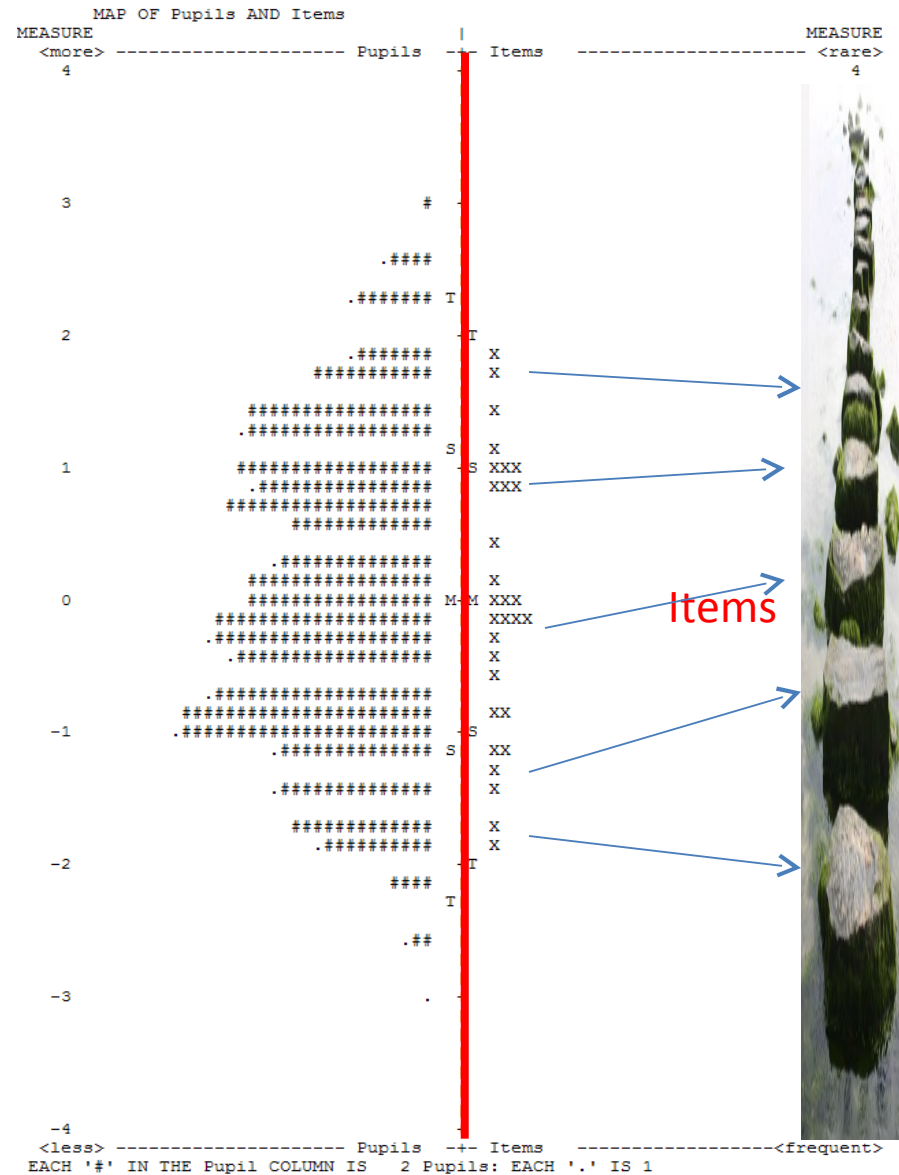 MAP OF Pupils AND Items
MEASURE | MEASURE
<more> --------------------- Pupils -+- Items --------------------- <rare>
4 4
3 # -
.####
.####### T
2 -T
.####### X
########### X
################# X
.################# 
S X
1 ################## -S XXX
.################ XXX
###################
#############
X
.##############
################# X
0 ################# M-M XXX
#################### XXXX
Items
.#################### X
.################## X
X
.####################
####################### XX
-1 .####################### -S
.############## S XX
X
.############## X
############# X
.########## X
-2 -T
####
T
.##
-3 . -
-4 -
<less> --------------------- Pupils -+- Items ------------------<frequent>
EACH '#' IN THE Pupil COLUMN IS   2 Pupils: EACH '.' IS 1